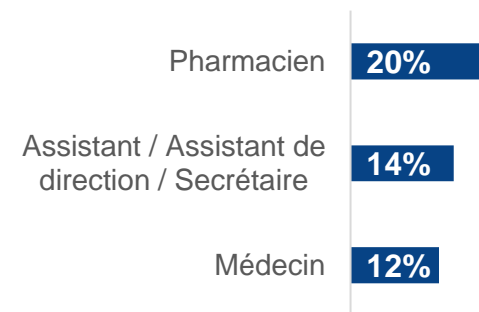 Pharmacien 20%
Assistant / Assistant de
direction / Secrétaire 14%
Médecin 12%